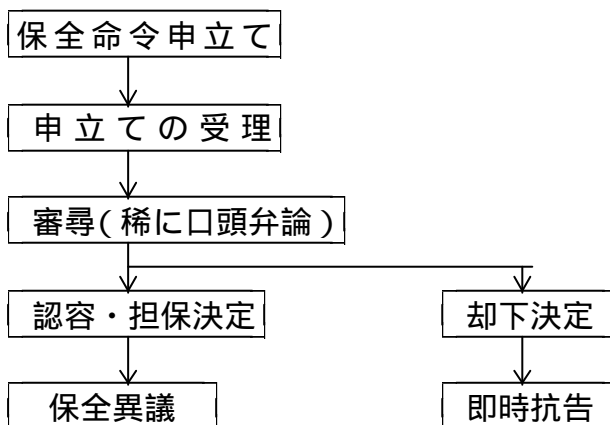 保全命令申立て
申立ての受理
審尋(稀に口頭弁論)
認容・担保決定
却下決定
保全異議
即時抗告